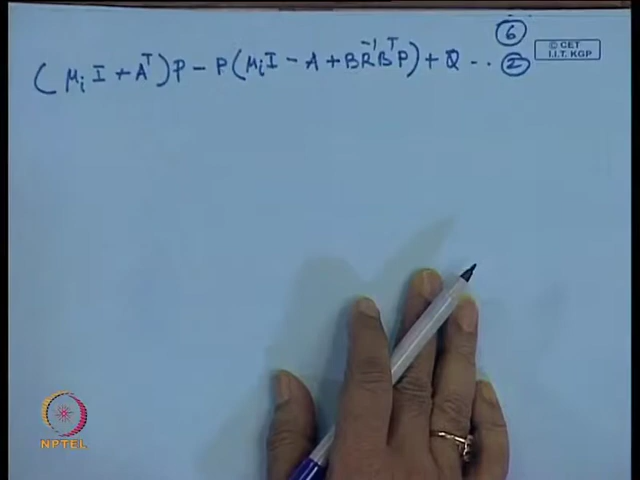 ⑥
© CET
I.I.T. KGP
(μᵢI + Aᵀ)P − P(μᵢI − A + BR⁻¹BᵀP) + Q - .. ②
NPTEL